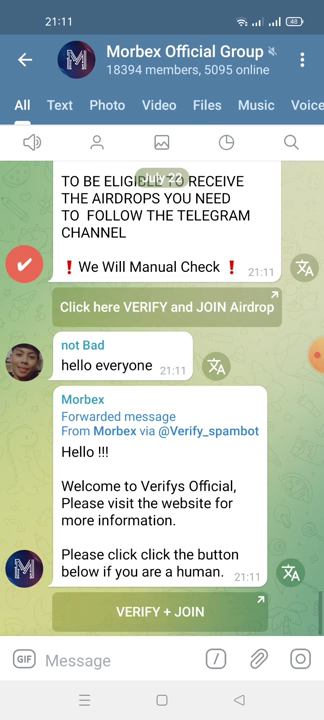 21:11
48
Morbex Official Group
18394 members, 5095 online
All Text Photo Video Files Music Voice
July 22
TO BE ELIGIBLE TO RECEIVE
THE AIRDROPS YOU NEED
TO FOLLOW THE TELEGRAM
CHANNEL
❗We Will Manual Check ❗
21:11
Click here VERIFY and JOIN Airdrop
not Bad
hello everyone 21:11
Morbex
Forwarded message
From Morbex via @Verify_spambot
Hello !!!
Welcome to Verifys Official,
Please visit the website for
more information.
Please click click the button
below if you are a human. 21:11
VERIFY + JOIN
GIF Message